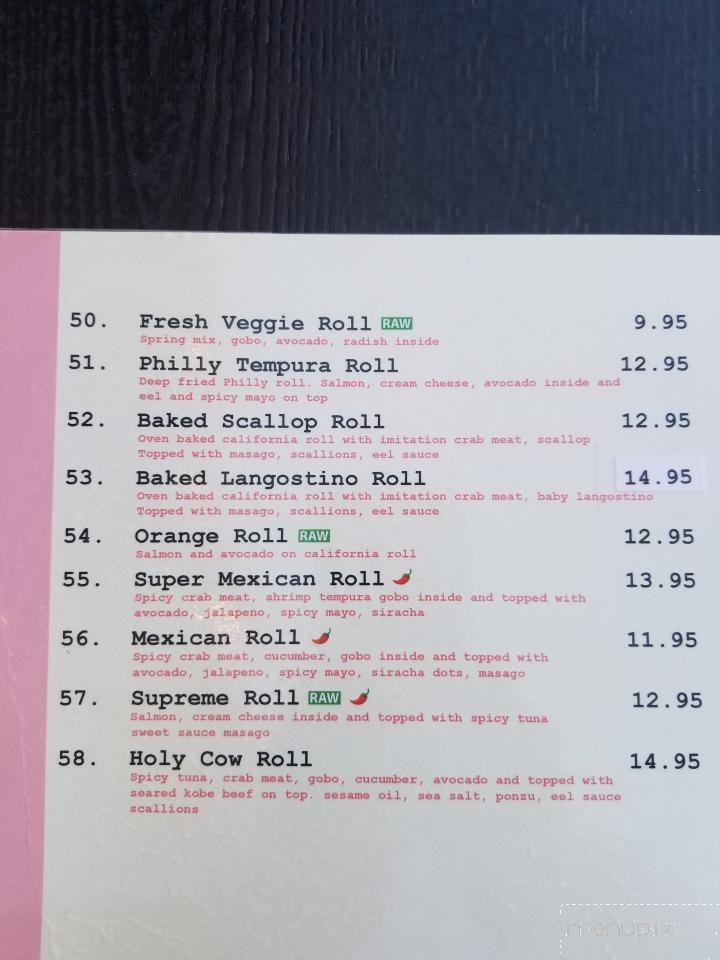 50. Fresh Veggie Roll RAW 9.95
Spring mix, gobo, avocado, radish inside
51. Philly Tempura Roll 12.95
Deep fried Philly roll. Salmon, cream cheese, avocado inside and
eel and spicy mayo on top
52. Baked Scallop Roll 12.95
Oven baked california roll with imitation crab meat, scallop
Topped with masago, scallions, eel sauce
53. Baked Langostino Roll 14.95
Oven baked california roll with imitation crab meat, baby langostino
Topped with masago, scallions, eel sauce
54. Orange Roll RAW 12.95
Salmon and avocado on california roll
55. Super Mexican Roll 13.95
Spicy crab meat, shrimp tempura gobo inside and topped with
avocado, jalapeno, spicy mayo, siracha
56. Mexican Roll 11.95
Spicy crab meat, cucumber, gobo inside and topped with
avocado, jalapeno, spicy mayo, siracha dots, masago
57. Supreme Roll RAW 12.95
Salmon, cream cheese inside and topped with spicy tuna
sweet sauce masago
58. Holy Cow Roll 14.95
Spicy tuna, crab meat, gobo, cucumber, avocado and topped with
seared kobe beef on top. sesame oil, sea salt, ponzu, eel sauce
scallions
menupix